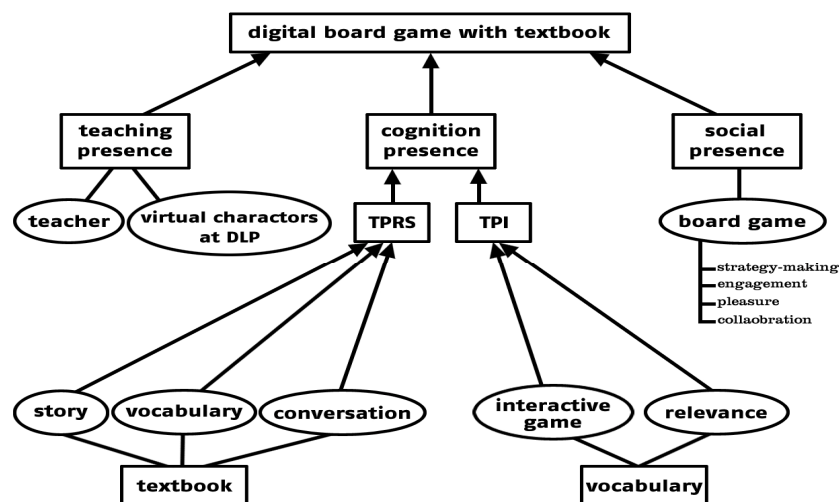 digital board game with textbook
teaching
presence
cognition
presence
social
presence
teacher
virtual charactors
at DLP
TPRS
TPI
board game
strategy-making
engagement
pleasure
collaobration
story
vocabulary
conversation
interactive
game
relevance
textbook
vocabulary